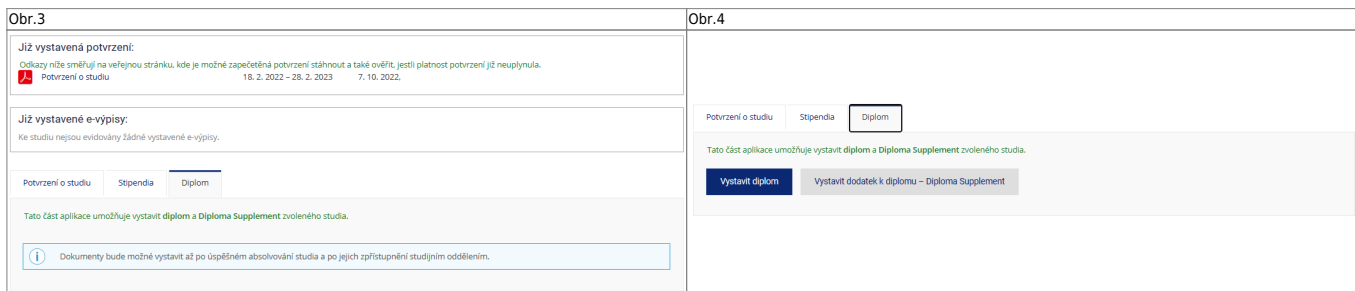 Obr.3
Již vystavená potvrzení:
Odkazy níže směřují na veřejnou stránku, kde je možné zapečetěná potvrzení stáhnout a také ověřit, jestli platnost potvrzení již neuplynula.
Potvrzení o studiu 18. 2. 2022 – 28. 2. 2023 7. 10. 2022,
Již vystavené e-výpisy:
Ke studiu nejsou evidovány žádné vystavené e-výpisy.
Potvrzení o studiu Stipendia Diplom
Tato část aplikace umožňuje vystavit diplom a Diploma Supplement zvoleného studia.
Dokumenty bude možné vystavit až po úspěšném absolvování studia a po jejich zpřístupnění studijním oddělením.
Obr.4
Potvrzení o studiu Stipendia Diplom
Tato část aplikace umožňuje vystavit diplom a Diploma Supplement zvoleného studia.
Vystavit diplom Vystavit dodatek k diplomu – Diploma Supplement